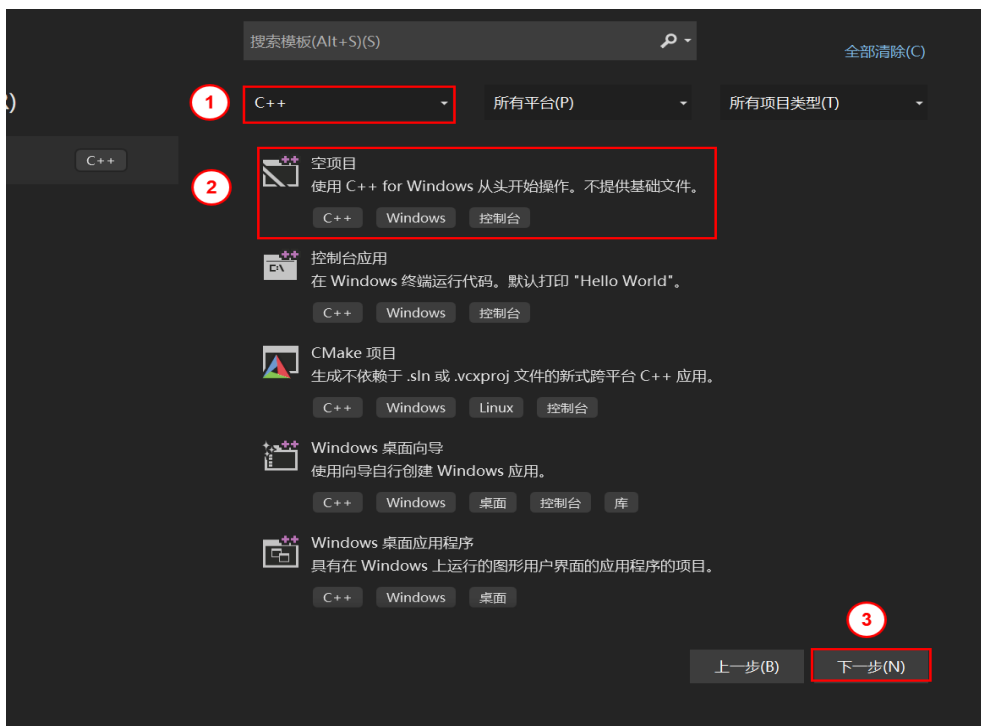 搜索模板(Alt+S)(S)
全部清除(C)
)
1
C++
所有平台(P)
所有项目类型(T)
C++
2
空项目
使用 C++ for Windows 从头开始操作。不提供基础文件。
C++ Windows 控制台
控制台应用
在 Windows 终端运行代码。默认打印 "Hello World"。
C++ Windows 控制台
CMake 项目
生成不依赖于 .sln 或 .vcxproj 文件的新式跨平台 C++ 应用。
C++ Windows Linux 控制台
Windows 桌面向导
使用向导自行创建 Windows 应用。
C++ Windows 桌面 控制台 库
Windows 桌面应用程序
具有在 Windows 上运行的图形用户界面的应用程序的项目。
C++ Windows 桌面
3
上一步(B)
下一步(N)